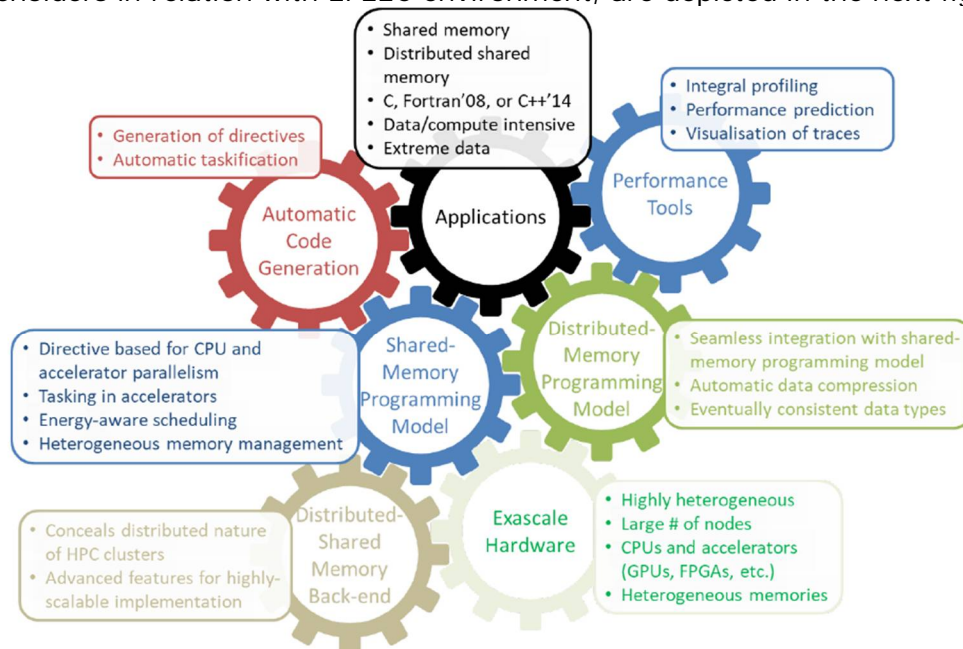 • Shared memory
• Distributed shared
memory
• C, Fortran'08, or C++'14
• Data/compute intensive
• Extreme data
• Integral profiling
• Performance prediction
• Visualisation of traces
• Generation of directives
• Automatic taskification
Automatic
Code
Generation
Applications
Performance
Tools
• Directive based for CPU and
accelerator parallelism
• Tasking in accelerators
• Energy-aware scheduling
• Heterogeneous memory management
Shared-
Memory
Programming
Model
Distributed-
Memory
Programming
Model
• Seamless integration with shared-
memory programming model
• Automatic data compression
• Eventually consistent data types
• Conceals distributed nature
of HPC clusters
• Advanced features for highly-
scalable implementation
Distributed-
Shared
Memory
Back-end
Exascale
Hardware
• Highly heterogeneous
• Large # of nodes
• CPUs and accelerators
(GPUs, FPGAs, etc.)
• Heterogeneous memories